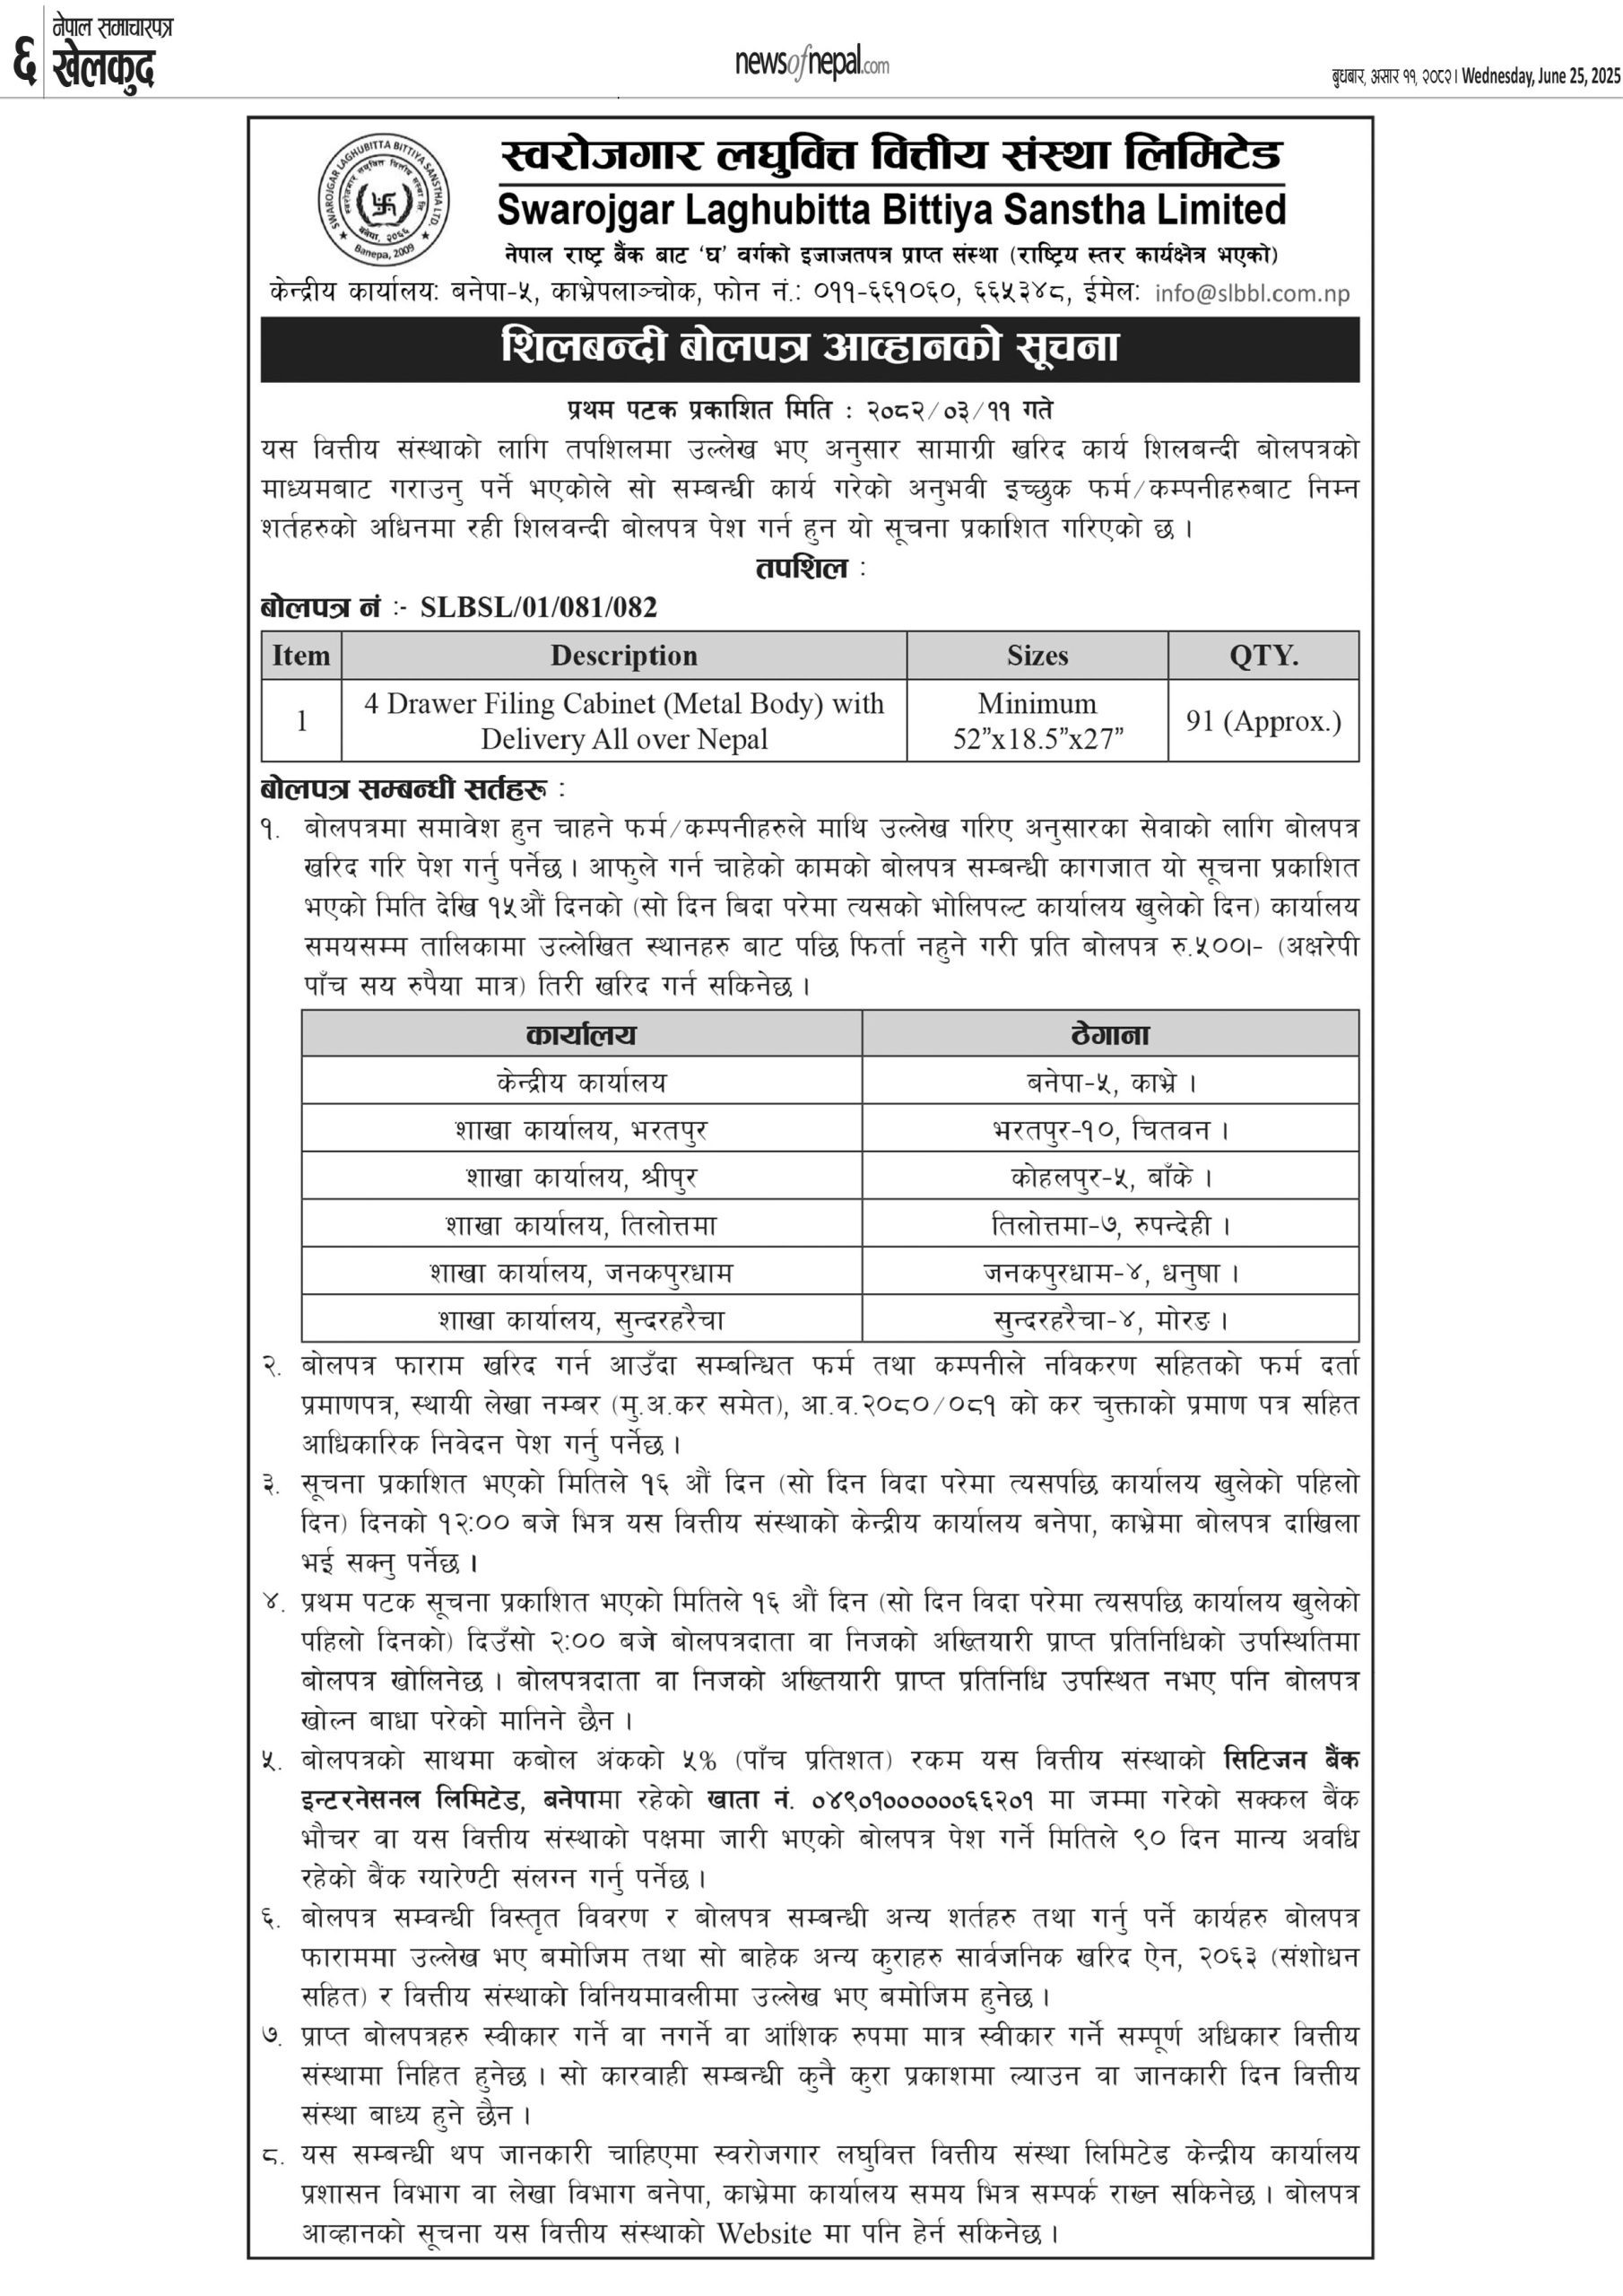 ६
नेपाल समाचारपत्र
खेलकुद
newsofnepal.com
बुधबार, असार ११, २०८२। Wednesday, June 25, 2025
SWAROJGAR LAGHUBITTA BITTIYA SANSTHA LTD.
स्वरोजगार लघुवित्त वित्तीय संस्था लि.
बनेपा, २०६६
Banepa, 2009
स्वरोजगार लघुवित्त वित्तीय संस्था लिमिटेड
Swarojgar Laghubitta Bittiya Sanstha Limited
नेपाल राष्ट्र बैंक बाट ‘घ’ वर्गको इजाजतपत्र प्राप्त संस्था (राष्ट्रिय स्तर कार्यक्षेत्र भएको)
केन्द्रीय कार्यालयः बनेपा-५, काभ्रेपलाञ्चोक, फोन नं.: ०११-६६१०६०, ६६५३४८, ईमेलः info@slbbl.com.np
शिलबन्दी बोलपत्र आव्हानको सूचना
प्रथम पटक प्रकाशित मिति : २०८२/०३/११ गते
यस वित्तीय संस्थाको लागि तपशिलमा उल्लेख भए अनुसार सामाग्री खरिद कार्य शिलबन्दी बोलपत्रको
माध्यमबाट गराउनु पर्ने भएकोले सो सम्बन्धी कार्य गरेको अनुभवी इच्छुक फर्म/कम्पनीहरुबाट निम्न
शर्तहरुको अधिनमा रही शिलवन्दी बोलपत्र पेश गर्न हुन यो सूचना प्रकाशित गरिएको छ ।
तपशिल :
बोलपत्र नं :- SLBSL/01/081/082
Item Description Sizes QTY.
1 4 Drawer Filing Cabinet (Metal Body) with Minimum 91 (Approx.)
Delivery All over Nepal 52”x18.5”x27”
बोलपत्र सम्बन्धी सर्तहरू :
१. बोलपत्रमा समावेश हुन चाहने फर्म/कम्पनीहरुले माथि उल्लेख गरिए अनुसारका सेवाको लागि बोलपत्र
खरिद गरि पेश गर्नु पर्नेछ । आफुले गर्न चाहेको कामको बोलपत्र सम्बन्धी कागजात यो सूचना प्रकाशित
भएको मिति देखि १५औं दिनको (सो दिन बिदा परेमा त्यसको भोलिपल्ट कार्यालय खुलेको दिन) कार्यालय
समयसम्म तालिकामा उल्लेखित स्थानहरु बाट पछि फिर्ता नहुने गरी प्रति बोलपत्र रु.५००।- (अक्षरेपी
पाँच सय रुपैया मात्र) तिरी खरिद गर्न सकिनेछ ।
कार्यालय ठेगाना
केन्द्रीय कार्यालय बनेपा-५, काभ्रे ।
शाखा कार्यालय, भरतपुर भरतपुर-१०, चितवन ।
शाखा कार्यालय, श्रीपुर कोहलपुर-५, बाँके ।
शाखा कार्यालय, तिलोत्तमा तिलोत्तमा-७, रुपन्देही ।
शाखा कार्यालय, जनकपुरधाम जनकपुरधाम-४, धनुषा ।
शाखा कार्यालय, सुन्दरहरैचा सुन्दरहरैचा-४, मोरङ ।
२. बोलपत्र फाराम खरिद गर्न आउँदा सम्बन्धित फर्म तथा कम्पनीले नविकरण सहितको फर्म दर्ता
प्रमाणपत्र, स्थायी लेखा नम्बर (मु.अ.कर समेत), आ.व.२०८०/०८१ को कर चुक्ताको प्रमाण पत्र सहित
आधिकारिक निवेदन पेश गर्नु पर्नेछ ।
३. सूचना प्रकाशित भएको मितिले १६ औं दिन (सो दिन विदा परेमा त्यसपछि कार्यालय खुलेको पहिलो
दिन) दिनको १२:०० बजे भित्र यस वित्तीय संस्थाको केन्द्रीय कार्यालय बनेपा, काभ्रेमा बोलपत्र दाखिला
भई सक्नु पर्नेछ ।
४. प्रथम पटक सूचना प्रकाशित भएको मितिले १६ औं दिन (सो दिन विदा परेमा त्यसपछि कार्यालय खुलेको
पहिलो दिनको) दिउँसो २:०० बजे बोलपत्रदाता वा निजको अख्तियारी प्राप्त प्रतिनिधिको उपस्थितिमा
बोलपत्र खोलिनेछ । बोलपत्रदाता वा निजको अख्तियारी प्राप्त प्रतिनिधि उपस्थित नभए पनि बोलपत्र
खोल्न बाधा परेको मानिने छैन ।
५. बोलपत्रको साथमा कबोल अंकको ५% (पाँच प्रतिशत) रकम यस वित्तीय संस्थाको सिटिजन बैंक
इन्टरनेसनल लिमिटेड, बनेपामा रहेको खाता नं. ०४९०१००००००६६२०१ मा जम्मा गरेको सक्कल बैंक
भौचर वा यस वित्तीय संस्थाको पक्षमा जारी भएको बोलपत्र पेश गर्ने मितिले ९० दिन मान्य अवधि
रहेको बैंक ग्यारेण्टी संलग्न गर्नु पर्नेछ ।
६. बोलपत्र सम्वन्धी विस्तृत विवरण र बोलपत्र सम्बन्धी अन्य शर्तहरु तथा गर्नु पर्ने कार्यहरु बोलपत्र
फाराममा उल्लेख भए बमोजिम तथा सो बाहेक अन्य कुराहरु सार्वजनिक खरिद ऐन, २०६३ (संशोधन
सहित) र वित्तीय संस्थाको विनियमावलीमा उल्लेख भए बमोजिम हुनेछ ।
७. प्राप्त बोलपत्रहरु स्वीकार गर्ने वा नगर्ने वा आंशिक रुपमा मात्र स्वीकार गर्ने सम्पूर्ण अधिकार वित्तीय
संस्थामा निहित हुनेछ । सो कारवाही सम्बन्धी कुनै कुरा प्रकाशमा ल्याउन वा जानकारी दिन वित्तीय
संस्था बाध्य हुने छैन ।
८. यस सम्बन्धी थप जानकारी चाहिएमा स्वरोजगार लघुवित्त वित्तीय संस्था लिमिटेड केन्द्रीय कार्यालय
प्रशासन विभाग वा लेखा विभाग बनेपा, काभ्रेमा कार्यालय समय भित्र सम्पर्क राख्न सकिनेछ । बोलपत्र
आव्हानको सूचना यस वित्तीय संस्थाको Website मा पनि हेर्न सकिनेछ ।